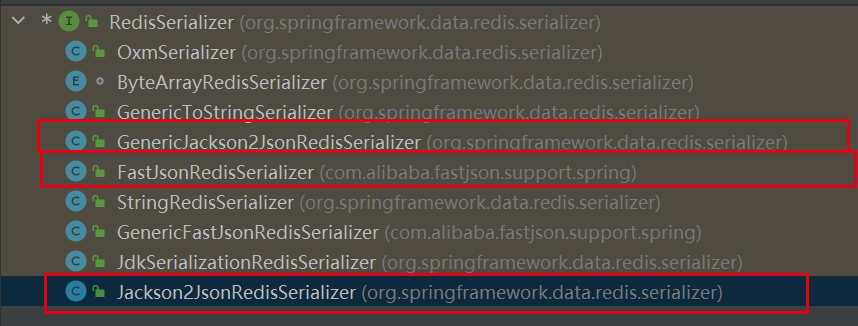 * I RedisSerializer (org.springframework.data.redis.serializer)
C OxmSerializer (org.springframework.data.redis.serializer)
E ByteArrayRedisSerializer (org.springframework.data.redis.serializer)
C GenericToStringSerializer (org.springframework.data.redis.serializer)
C GenericJackson2JsonRedisSerializer (org.springframework.data.redis.serializer)
C FastJsonRedisSerializer (com.alibaba.fastjson.support.spring)
C StringRedisSerializer (org.springframework.data.redis.serializer)
C GenericFastJsonRedisSerializer (com.alibaba.fastjson.support.spring)
C JdkSerializationRedisSerializer (org.springframework.data.redis.serializer)
C Jackson2JsonRedisSerializer (org.springframework.data.redis.serializer)